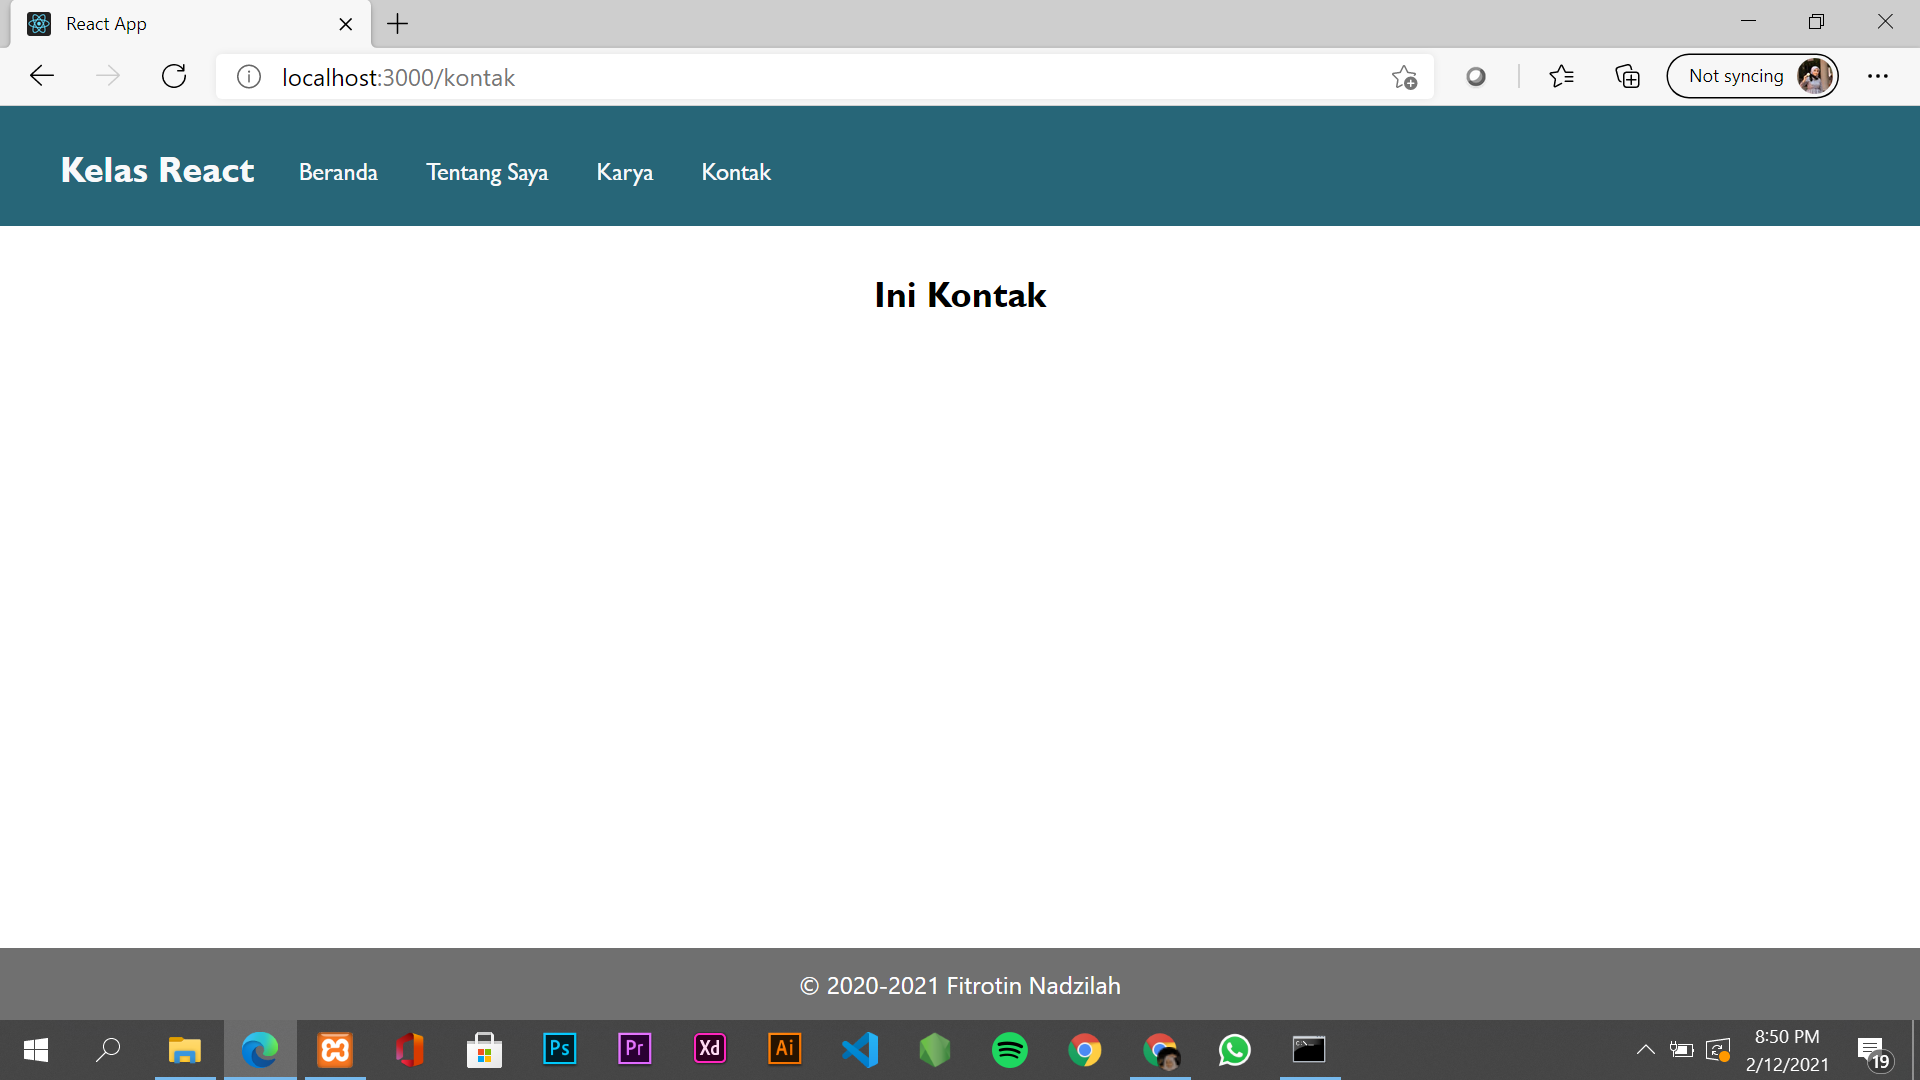 React App
localhost:3000/kontak
Not syncing
Kelas React Beranda Tentang Saya Karya Kontak
Ini Kontak
© 2020-2021 Fitrotin Nadzilah
Ps Pr Xd Ai
8:50 PM
2/12/2021
19